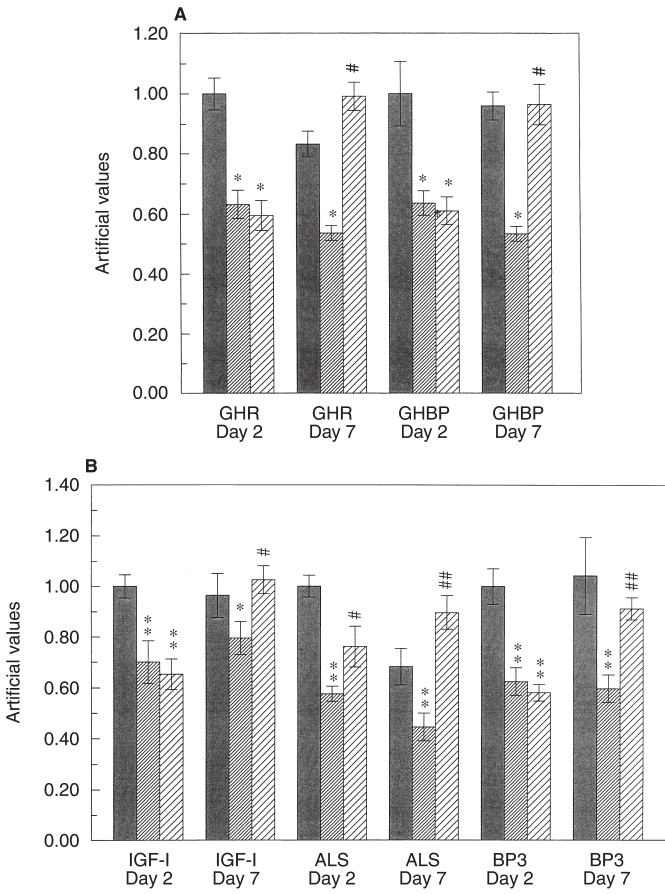 A
1.20
1.00
0.80
0.60
0.40
0.20
0.00
Artificial values
* * * # * * * #
GHR GHR GHBP GHBP
Day 2 Day 7 Day 2 Day 7
B
1.40
1.20
1.00
0.80
0.60
0.40
0.20
0.00
Artificial values
** ** * # ** # ** ## ** ** ** ##
IGF-I IGF-I ALS ALS BP3 BP3
Day 2 Day 7 Day 2 Day 7 Day 2 Day 7